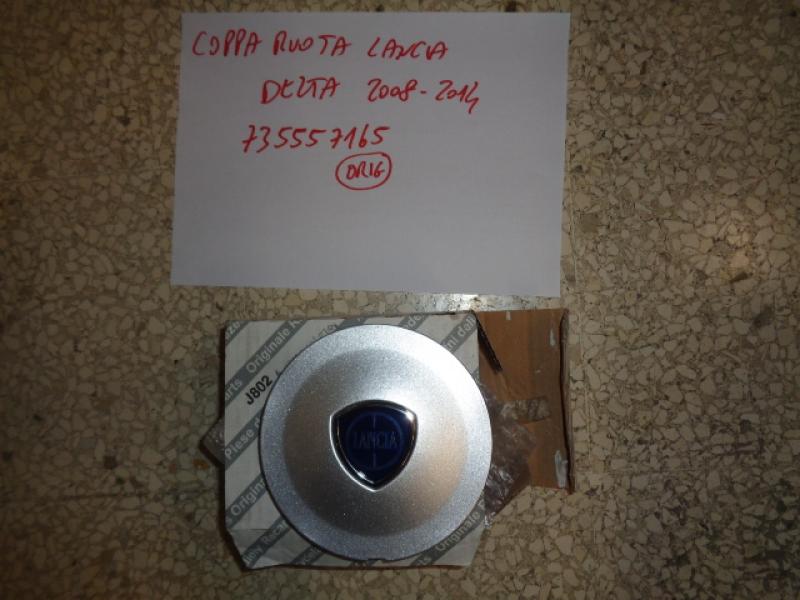 COPPA RUOTA LANCIA
DELTA 2008-2014
735557165
ORIG
J802
LANCIA